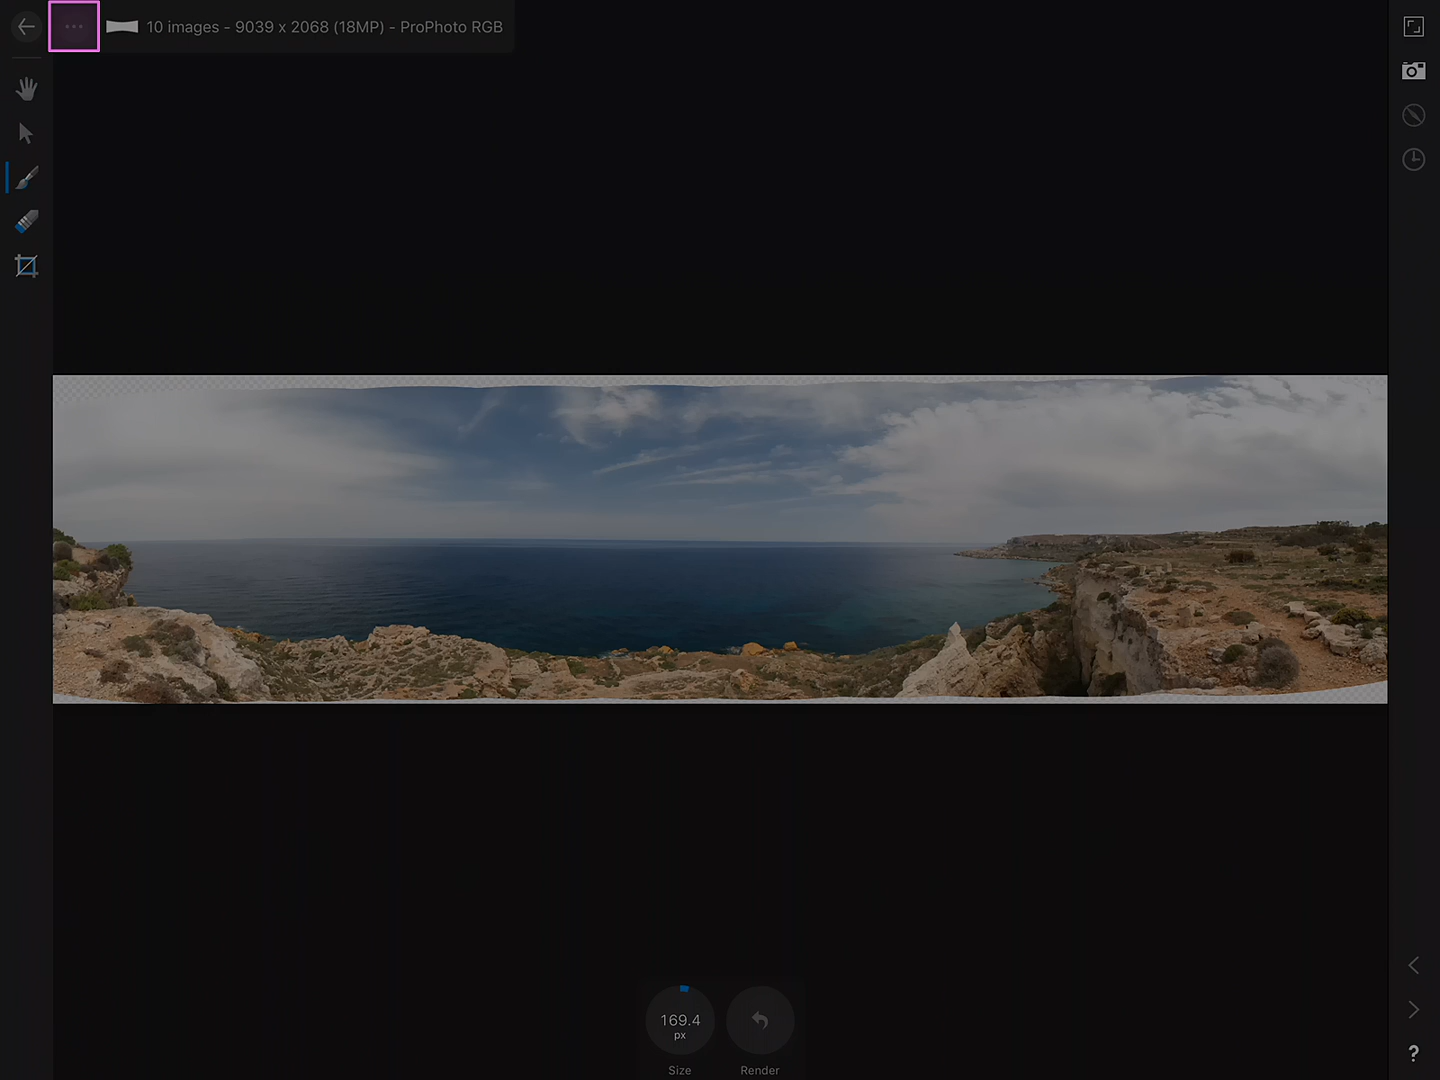 10 images - 9039 x 2068 (18MP) - ProPhoto RGB
169.4
px
Size
Render
?